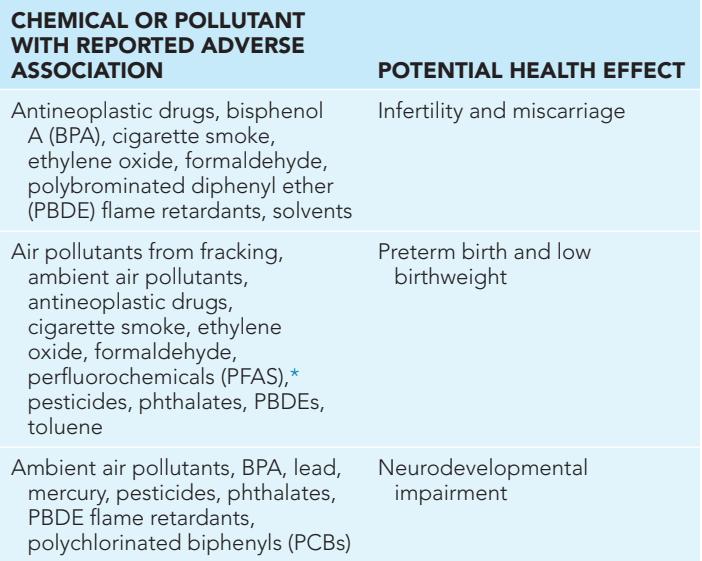 CHEMICAL OR POLLUTANT
WITH REPORTED ADVERSE
ASSOCIATION
POTENTIAL HEALTH EFFECT
Antineoplastic drugs, bisphenol
A (BPA), cigarette smoke,
ethylene oxide, formaldehyde,
polybrominated diphenyl ether
(PBDE) flame retardants, solvents
Infertility and miscarriage
Air pollutants from fracking,
ambient air pollutants,
antineoplastic drugs,
cigarette smoke, ethylene
oxide, formaldehyde,
perfluorochemicals (PFAS),*
pesticides, phthalates, PBDEs,
toluene
Preterm birth and low
birthweight
Ambient air pollutants, BPA, lead,
mercury, pesticides, phthalates,
PBDE flame retardants,
polychlorinated biphenyls (PCBs)
Neurodevelopmental
impairment